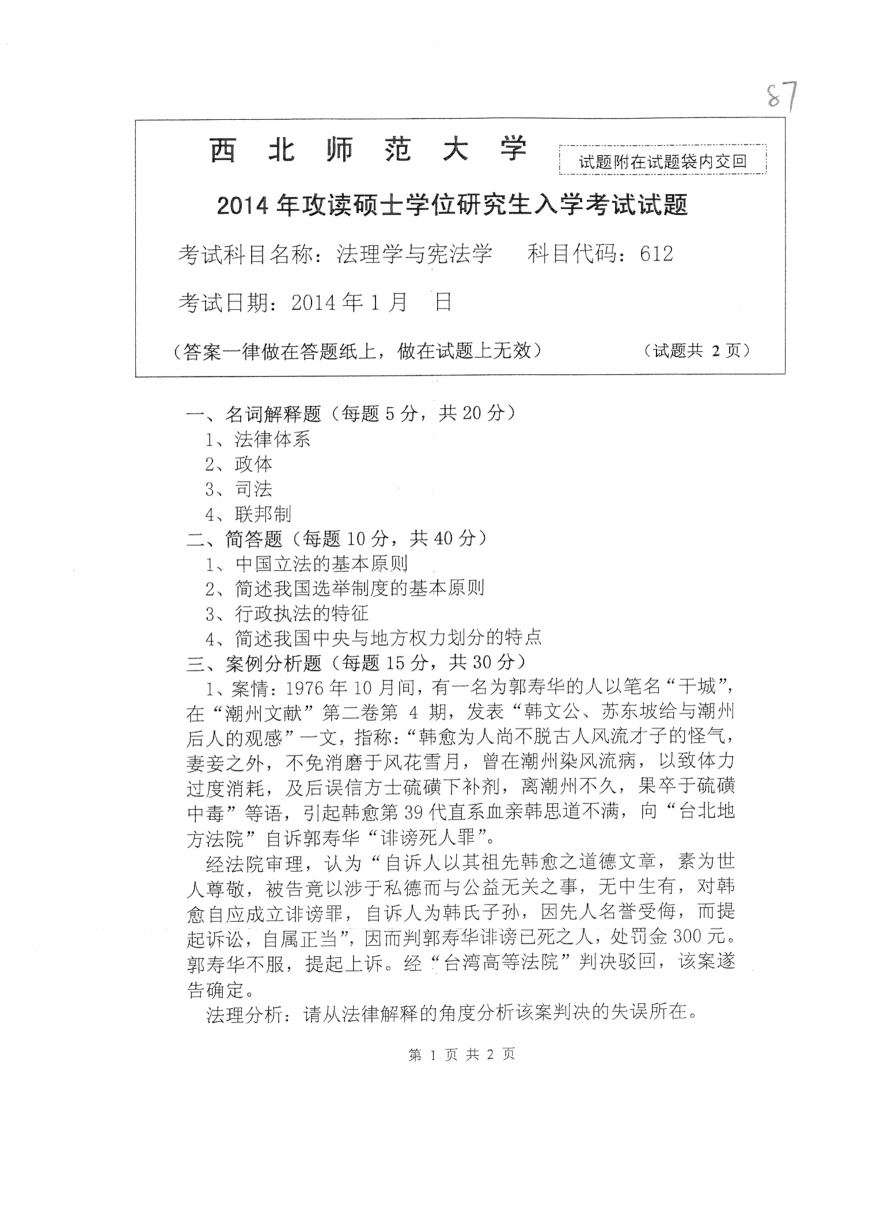 87
西北师范大学
试题附在试题袋内交回
2014年攻读硕士学位研究生入学考试试题
考试科目名称：法理学与宪法学 科目代码：612
考试日期：2014年1月 日
（答案一律做在答题纸上，做在试题上无效） （试题共 2 页）
一、名词解释题（每题5分，共20分）
1、法律体系
2、政体
3、司法
4、联邦制
二、简答题（每题10分，共40分）
1、中国立法的基本原则
2、简述我国选举制度的基本原则
3、行政执法的特征
4、简述我国中央与地方权力划分的特点
三、案例分析题（每题15分，共30分）
1、案情：1976年10月间，有一名为郭寿华的人以笔名“干城”，
在“潮州文献”第二卷第 4 期，发表“韩文公、苏东坡给与潮州
后人的观感”一文，指称：“韩愈为人尚不脱古人风流才子的怪气，
妻妾之外，不免消磨于风花雪月，曾在潮州染风流病，以致体力
过度消耗，及后误信方士硫磺下补剂，离潮州不久，果卒于硫磺
中毒”等语，引起韩愈第39代直系血亲韩思道不满，向“台北地
方法院”自诉郭寿华“诽谤死人罪”。
经法院审理，认为“自诉人以其祖先韩愈之道德文章，素为世
人尊敬，被告竟以涉于私德而与公益无关之事，无中生有，对韩
愈自应成立诽谤罪，自诉人为韩氏子孙，因先人名誉受侮，而提
起诉讼，自属正当”，因而判郭寿华诽谤已死之人，处罚金300元。
郭寿华不服，提起上诉。经“台湾高等法院”判决驳回，该案遂
告确定。
法理分析：请从法律解释的角度分析该案判决的失误所在。
第 1 页 共 2 页